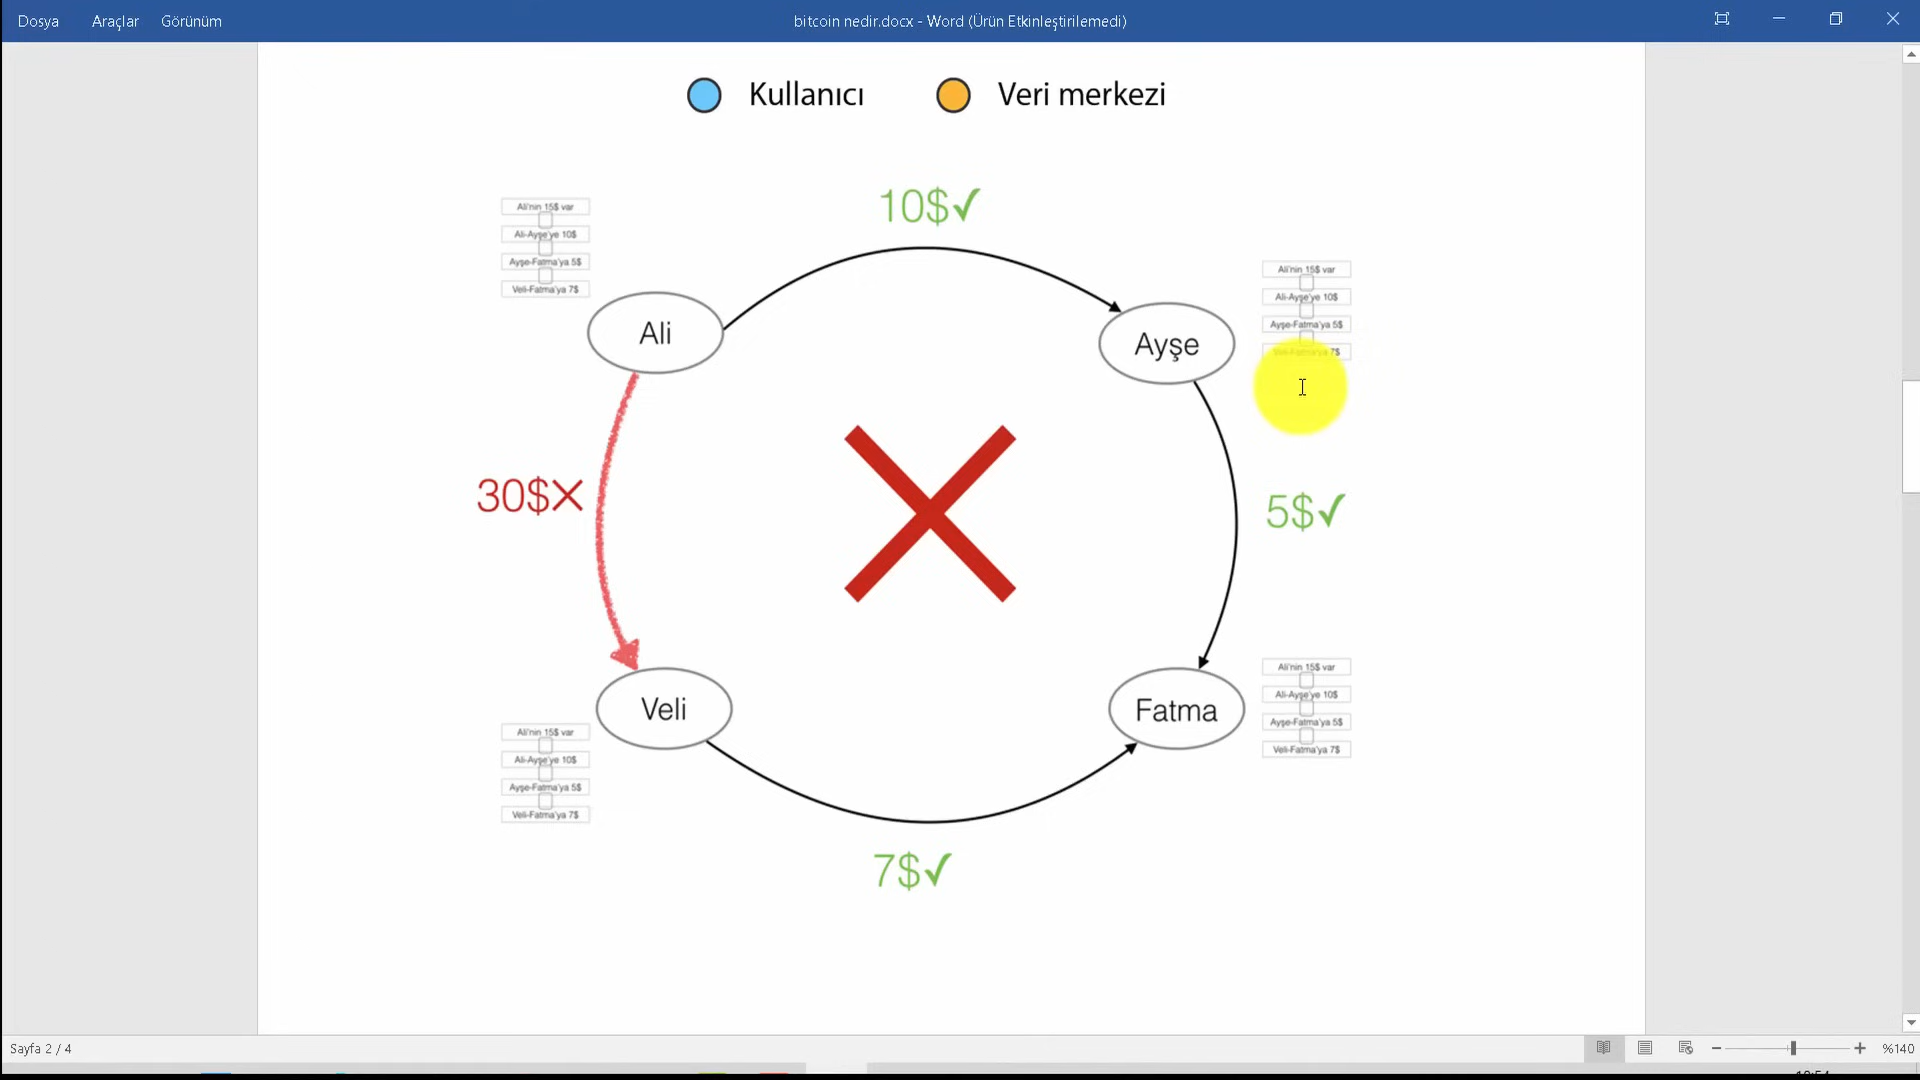 Dosya Araçlar Görünüm bitcoin nedir.docx - Word (Ürün Etkinleştirilemedi)
Kullanıcı Veri merkezi
10$✓
Ali'nin 15$ var
Ali-Ayşe'ye 10$
Ayşe-Fatma'ya 5$
Veli-Fatma'ya 7$
Ali
Ali'nin 15$ var
Ali-Ayşe'ye 10$
Ayşe-Fatma'ya 5$
Veli-Fatma'ya 7$
Ayşe
30$✕
5$✓
Veli
Ali'nin 15$ var
Ali-Ayşe'ye 10$
Ayşe-Fatma'ya 5$
Veli-Fatma'ya 7$
Fatma
Ali'nin 15$ var
Ali-Ayşe'ye 10$
Ayşe-Fatma'ya 5$
Veli-Fatma'ya 7$
7$✓
Sayfa 2 / 4 %140